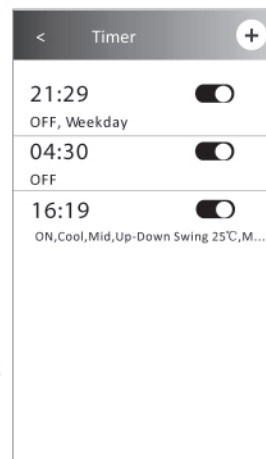 < Timer +
21:29
OFF, Weekday
04:30
OFF
16:19
ON,Cool,Mid,Up-Down Swing 25℃,M...